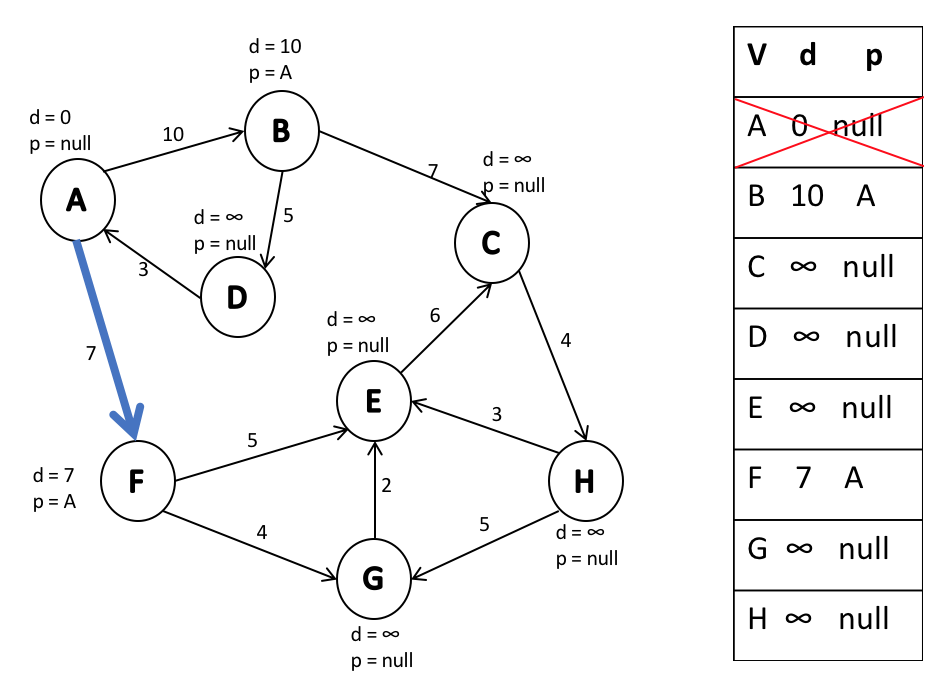 d = 10
p = A
B
d = 0
p = null
10
A
7
d = ∞
p = null
C
d = ∞
p = null
5
D
3
7
d = ∞
p = null
6
4
E
3
5
F
d = 7
p = A
2
H
4
5
d = ∞
p = null
G
d = ∞
p = null
V d p
A 0 null
B 10 A
C ∞ null
D ∞ null
E ∞ null
F 7 A
G ∞ null
H ∞ null